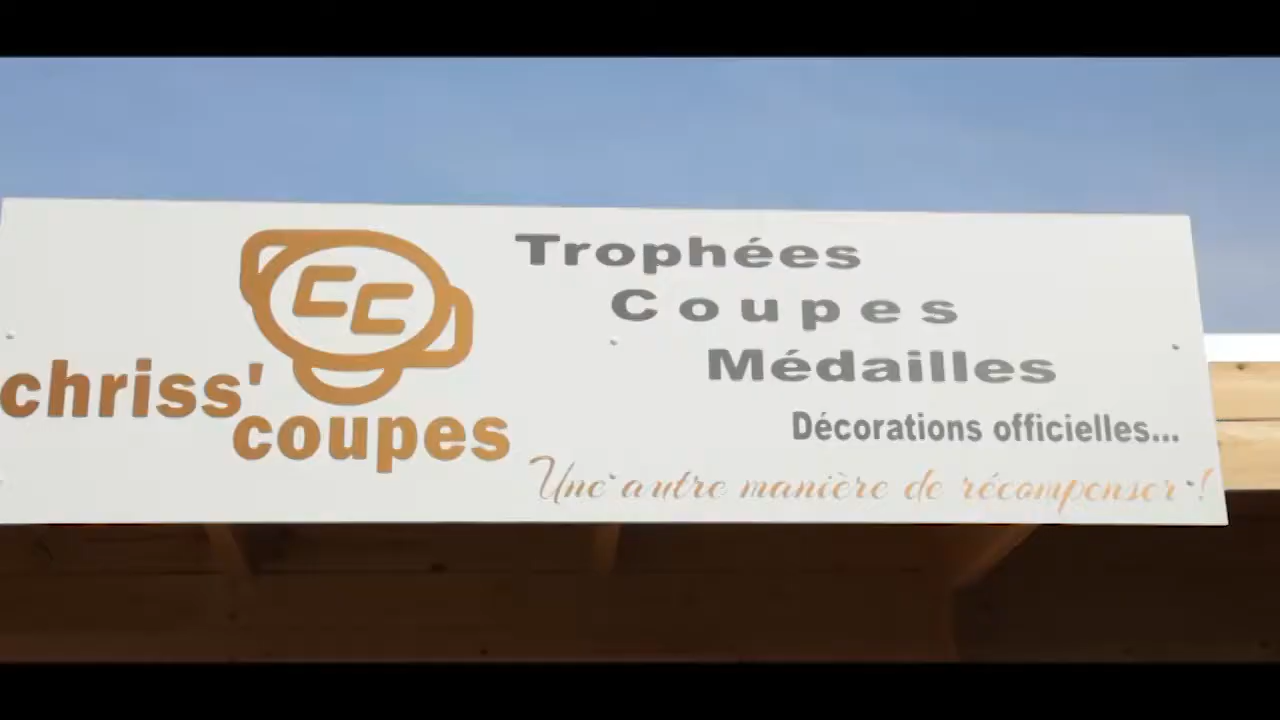 CC
chriss'
coupes
Trophées
Coupes
Médailles
Décorations officielles...
Une autre manière de récompenser !